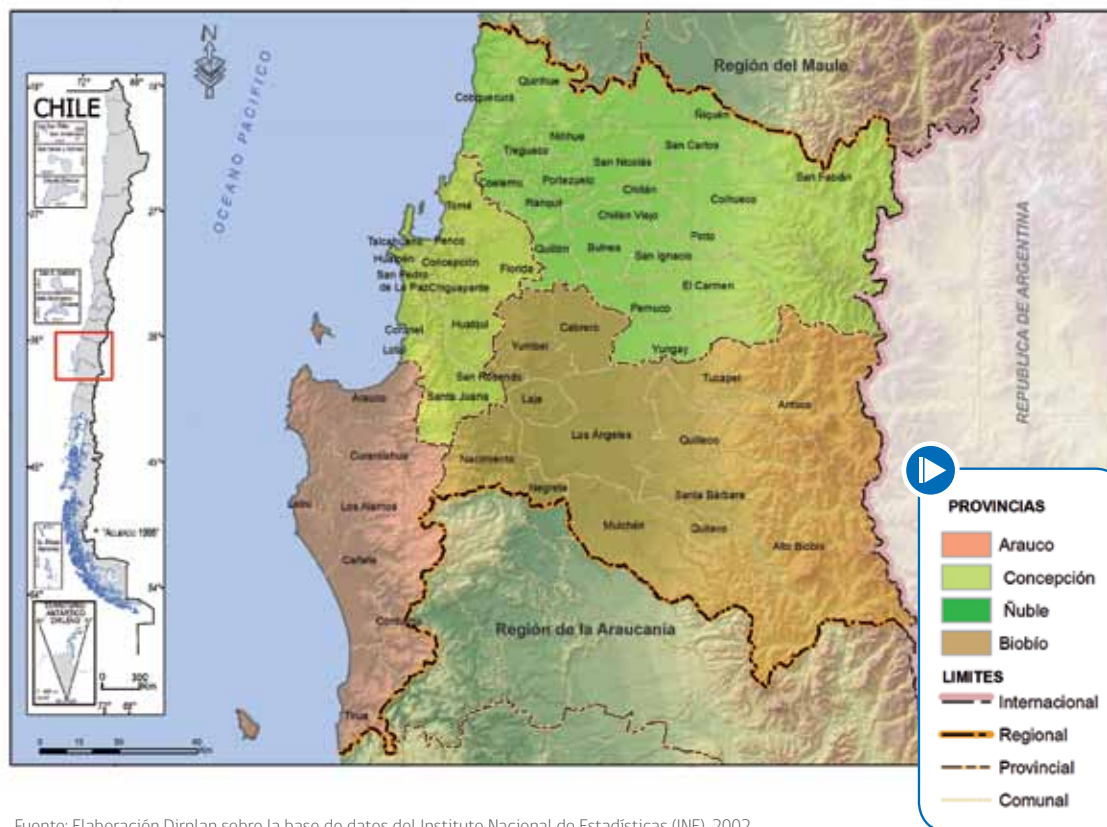 N
Región del Maule
OCEANO PACIFICO
REPUBLICA DE ARGENTINA
CHILE
Quirihue
Cobquecura
Ñiquén
Ninhue
San Carlos
Treguaco
San Nicolás
San Fabián
Coelemu
Portezuelo
Chillán
Coihueco
Ranquil
Tomé
Chillán Viejo
Pinto
Talcahuano
Penco
Quillón
Bulnes
San Ignacio
Hualpén
Concepción
Florida
San Pedro
de La Paz
Chiguayante
El Carmen
Pemuco
Coronel
Hualqui
Cabrero
Lota
Yumbel
Yungay
San Rosendo
Tucapel
Arauco
Santa Juana
Laja
Antuco
Los Ángeles
Quilleco
Curanilahue
Nacimiento
Negrete
Santa Bárbara
Lebu
Los Alamos
Mulchén
Quilaco
Alto Biobío
Cañete
Contulmo
Región de la Araucanía
Tirúa
PROVINCIAS
Arauco
Concepción
Ñuble
Biobío
LIMITES
Internacional
Regional
Provincial
Comunal
Fuente: Elaboración Dirplan sobre la base de datos del Instituto Nacional de Estadísticas (INE), 2002